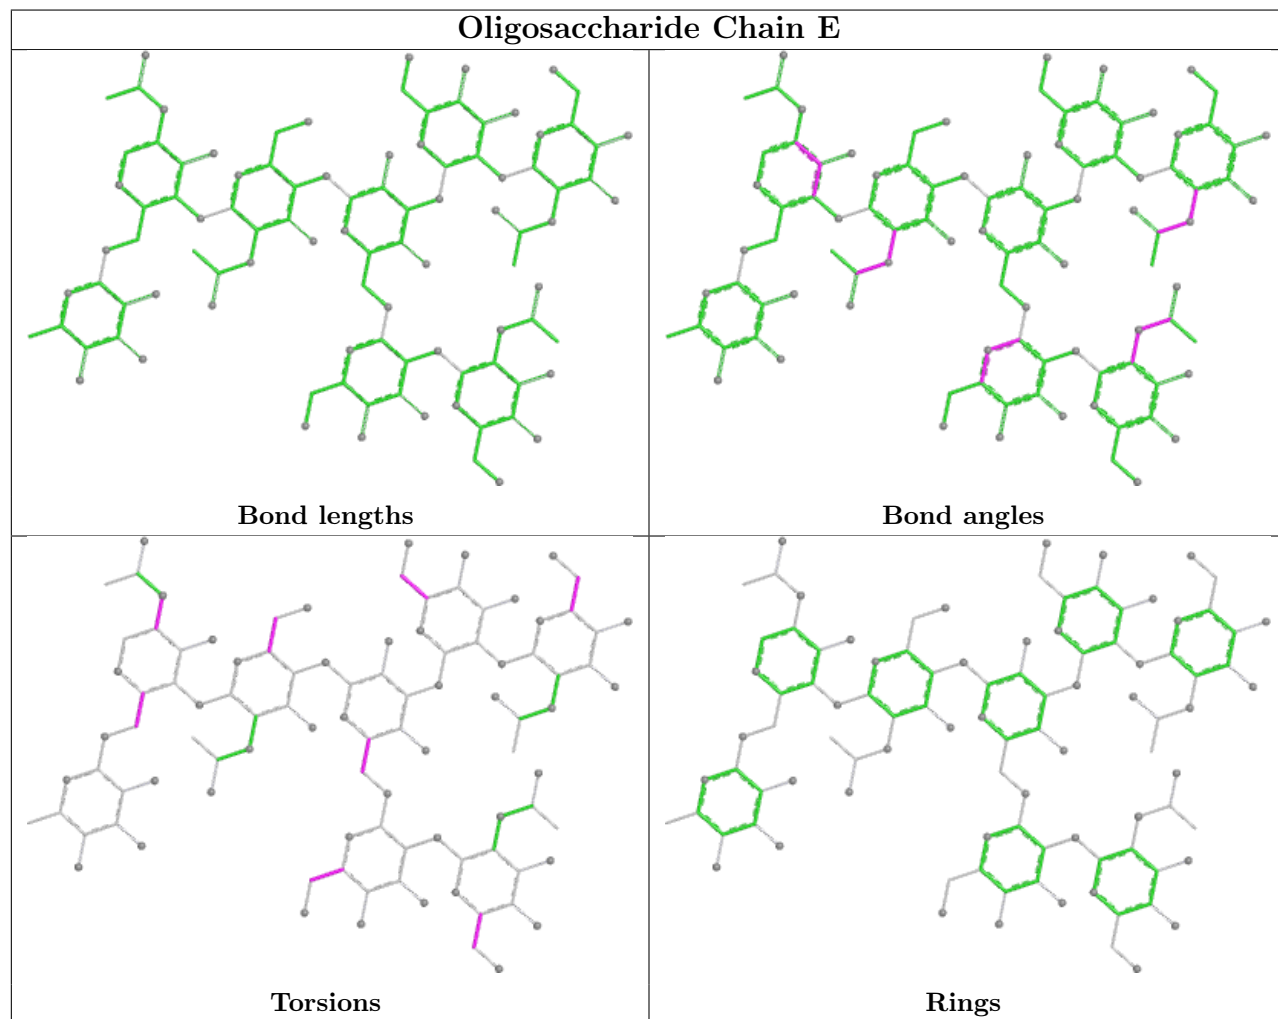 Oligosaccharide Chain E
Bond lengths
Bond angles
Torsions
Rings